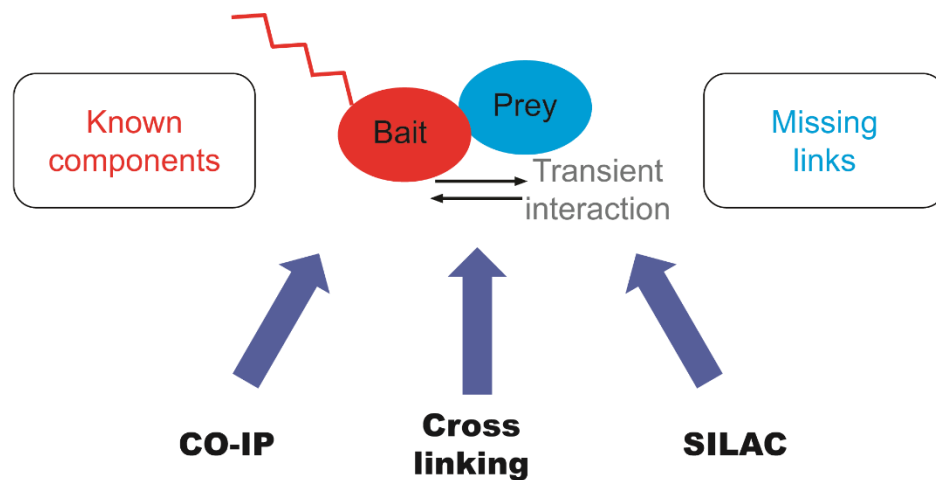 Known
components
Bait
Prey
Transient
interaction
Missing
links
CO-IP
Cross
linking
SILAC